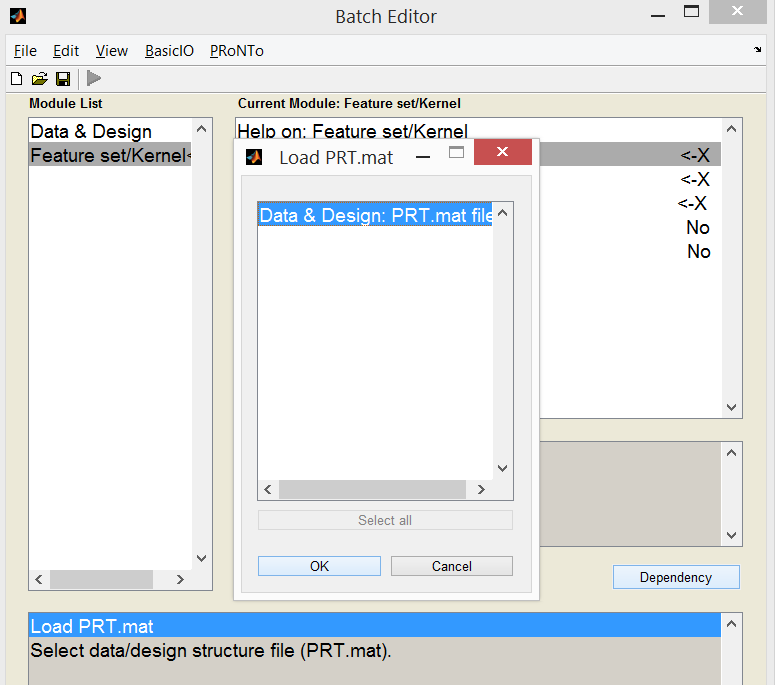 Batch Editor
File Edit View BasicIO PRoNTo
Module List
Current Module: Feature set/Kernel
Data & Design
Help on: Feature set/Kernel
Feature set/Kernel<
<-X
<-X
<-X
No
No
Load PRT.mat
Data & Design: PRT.mat file
Select all
OK
Cancel
Dependency
Load PRT.mat
Select data/design structure file (PRT.mat).